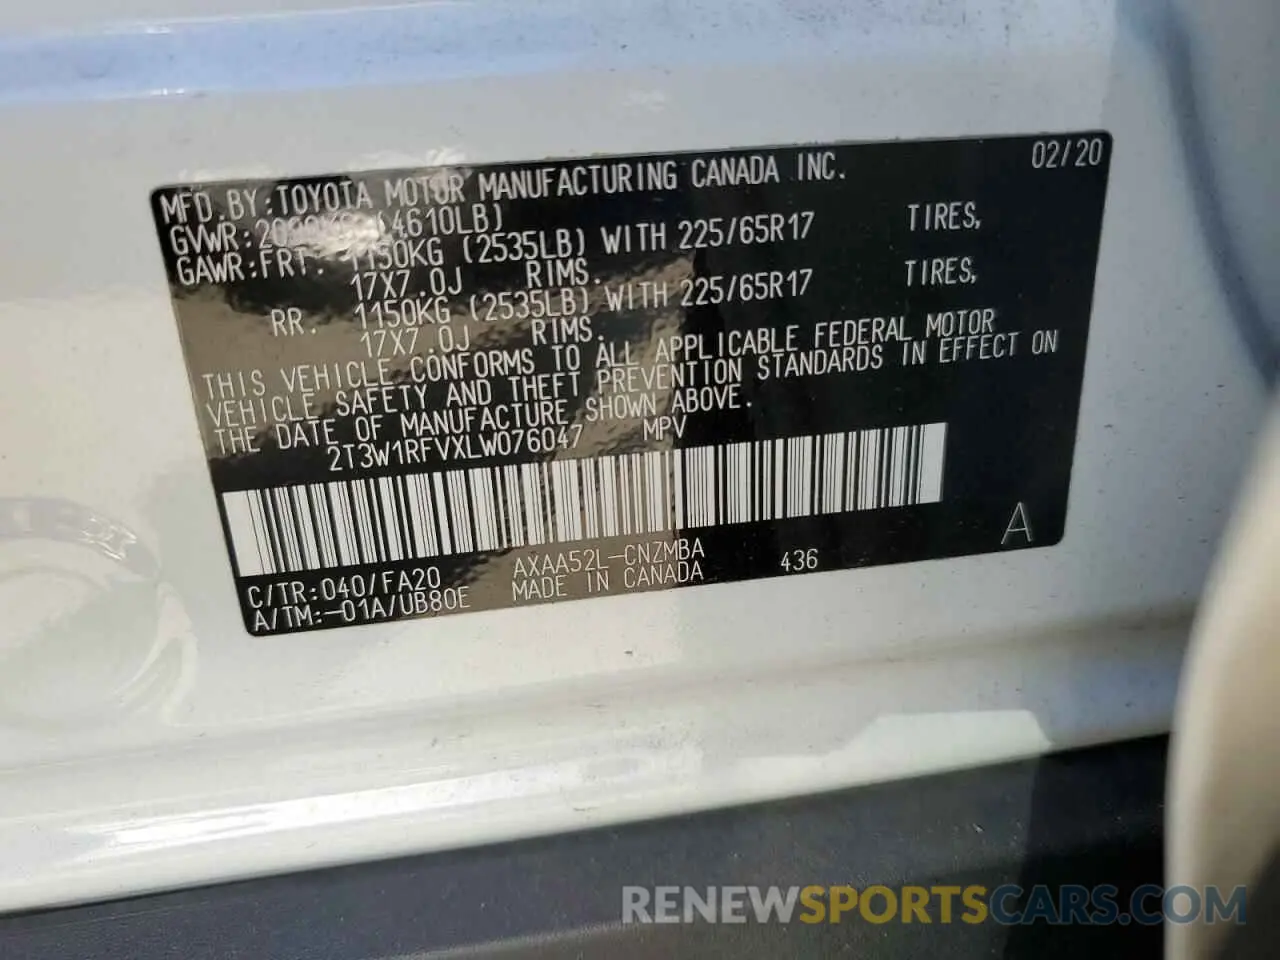 02/20
MFD.BY:TOYOTA MOTOR MANUFACTURING CANADA INC.
GVWR: (4610LB)
GAWR:FRT. 1150KG (2535LB) WITH 225/65R17 TIRES,
17X7.0J RIMS.
RR. 1150KG (2535LB) WITH 225/65R17 TIRES,
17X7.0J RIMS.
THIS VEHICLE CONFORMS TO ALL APPLICABLE FEDERAL MOTOR
VEHICLE SAFETY AND THEFT PREVENTION STANDARDS IN EFFECT ON
THE DATE OF MANUFACTURE SHOWN ABOVE.
2T3W1RFVXLW076047 MPV
C/TR:040/FA20 AXAA52L-CNZMBA 436 A
A/TM:-01A/UB80E MADE IN CANADA
RENEWSPORTSCARS.COM